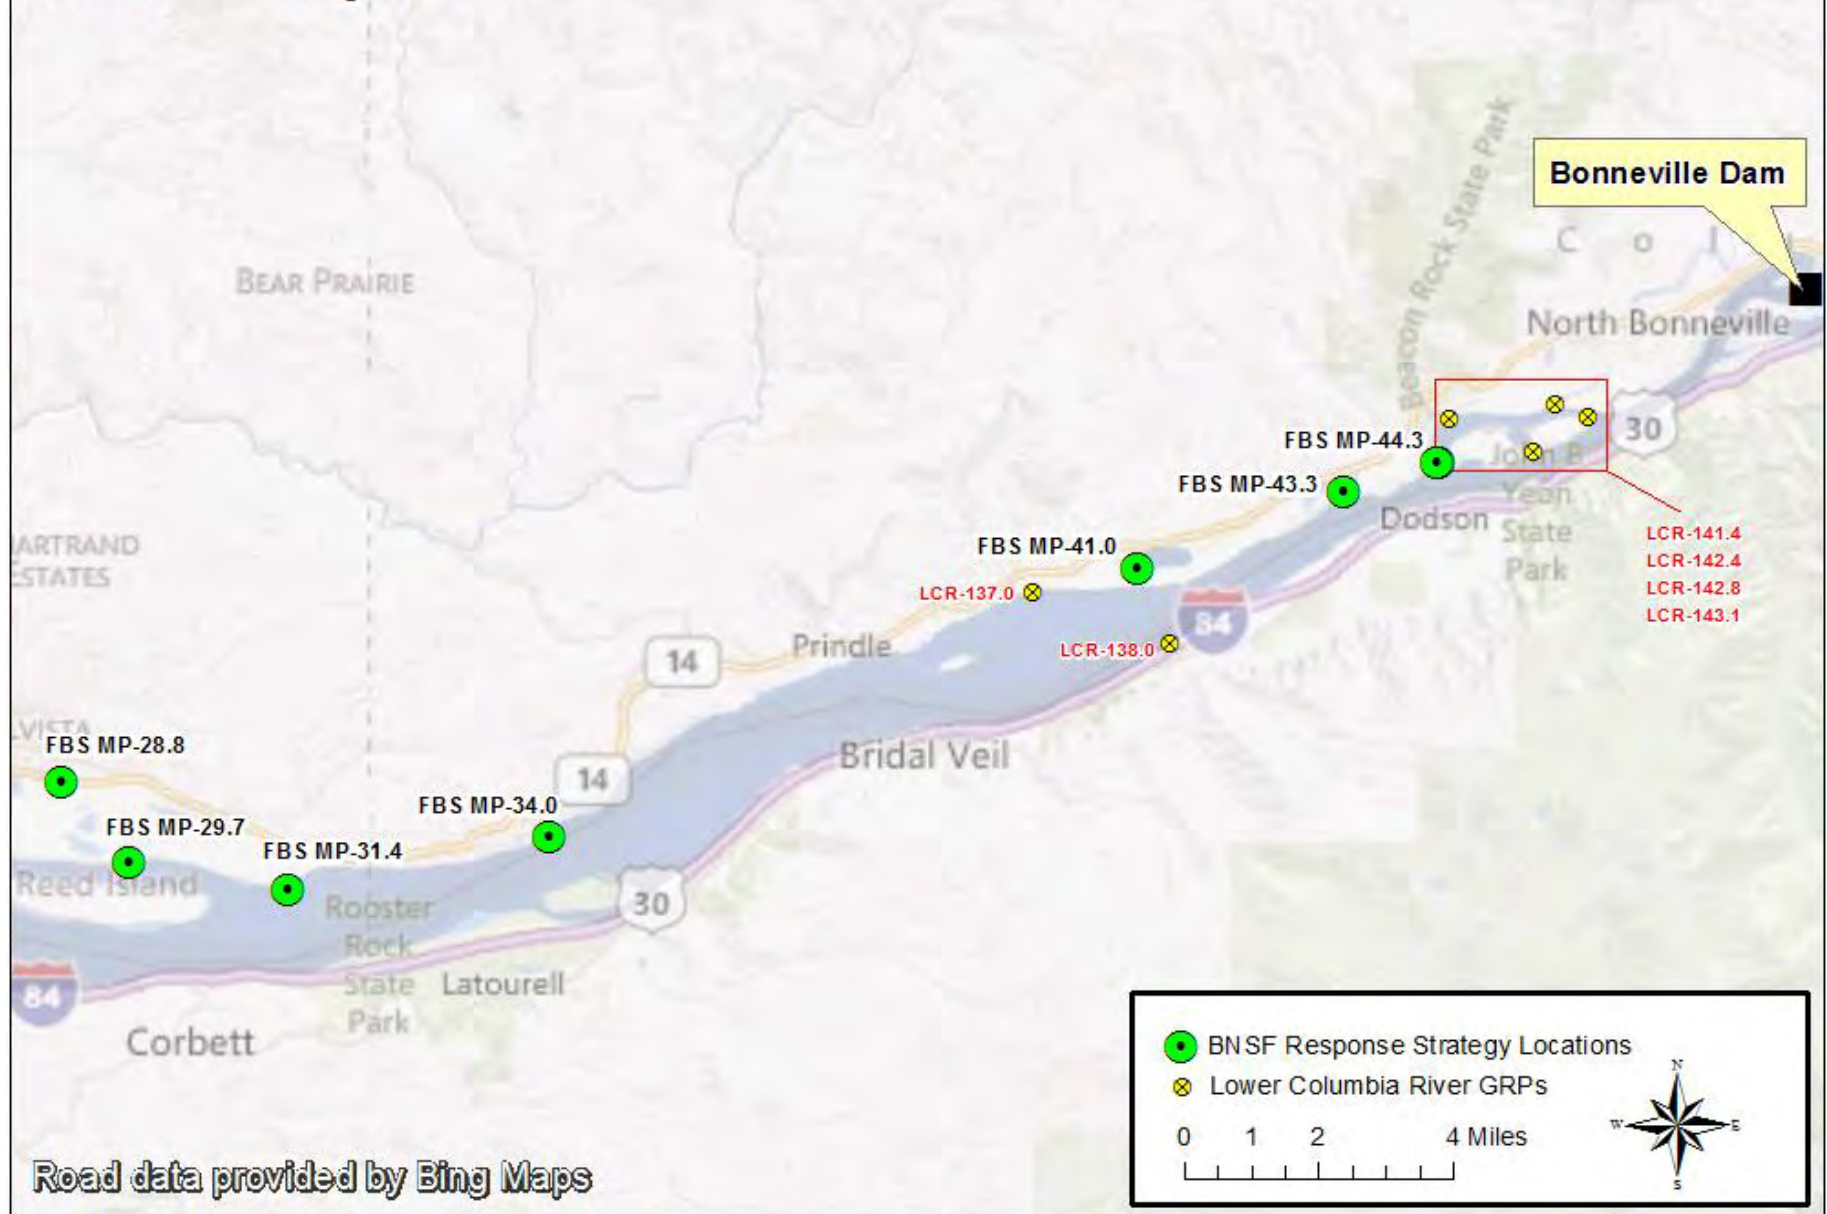 Bonneville Dam
Beacon Rock State Park
C o l
BEAR PRAIRIE
North Bonneville
30
FBS MP-44.3
John B
Yeon
State
Park
FBS MP-43.3
Dodson
LCR-141.4
LCR-142.4
LCR-142.8
LCR-143.1
FBS MP-41.0
ARTRAND
ESTATES
LCR-137.0
84
Prindle
LCR-138.0
14
VISTA
FBS MP-28.8
Bridal Veil
14
FBS MP-34.0
FBS MP-29.7
FBS MP-31.4
Reed Island
30
Rooster
Rock
State
Park
Latourell
84
Corbett
BNSF Response Strategy Locations
Lower Columbia River GRPs
0 1 2 4 Miles
N
W E
S
Road data provided by Bing Maps